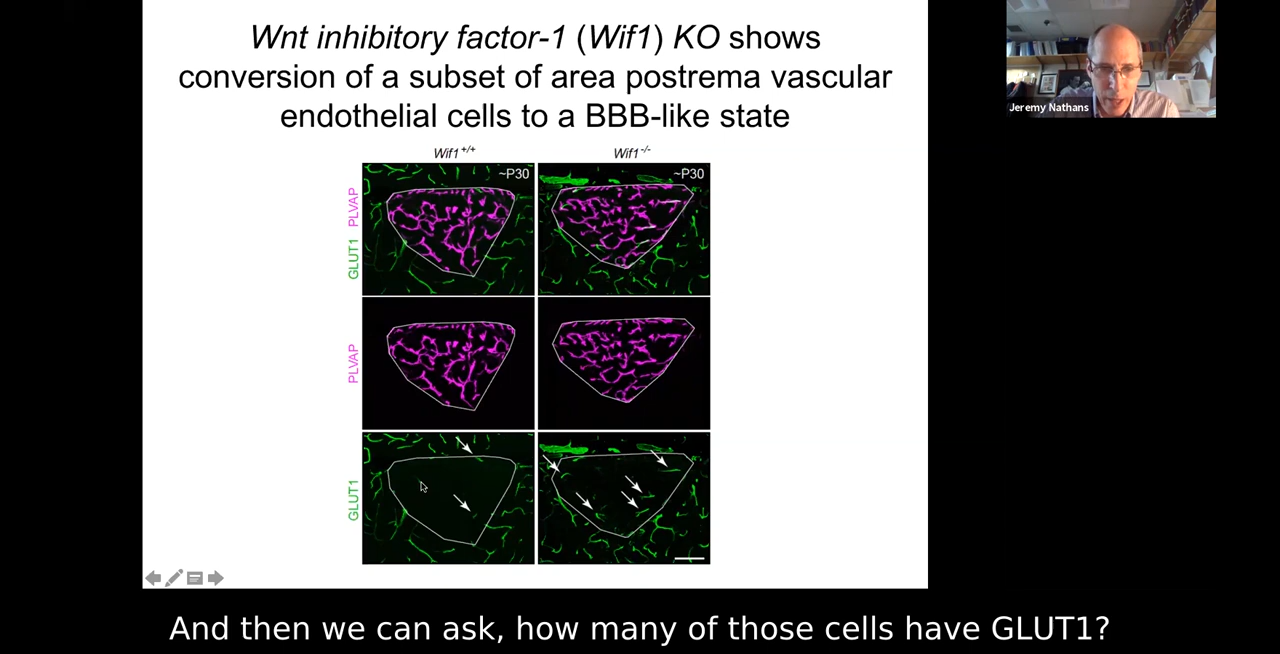 Wnt inhibitory factor-1 (Wif1) KO shows
conversion of a subset of area postrema vascular
endothelial cells to a BBB-like state
Jeremy Nathans
Wif1+/+
Wif1-/-
~P30
~P30
GLUT1 PLVAP
PLVAP
GLUT1
And then we can ask, how many of those cells have GLUT1?